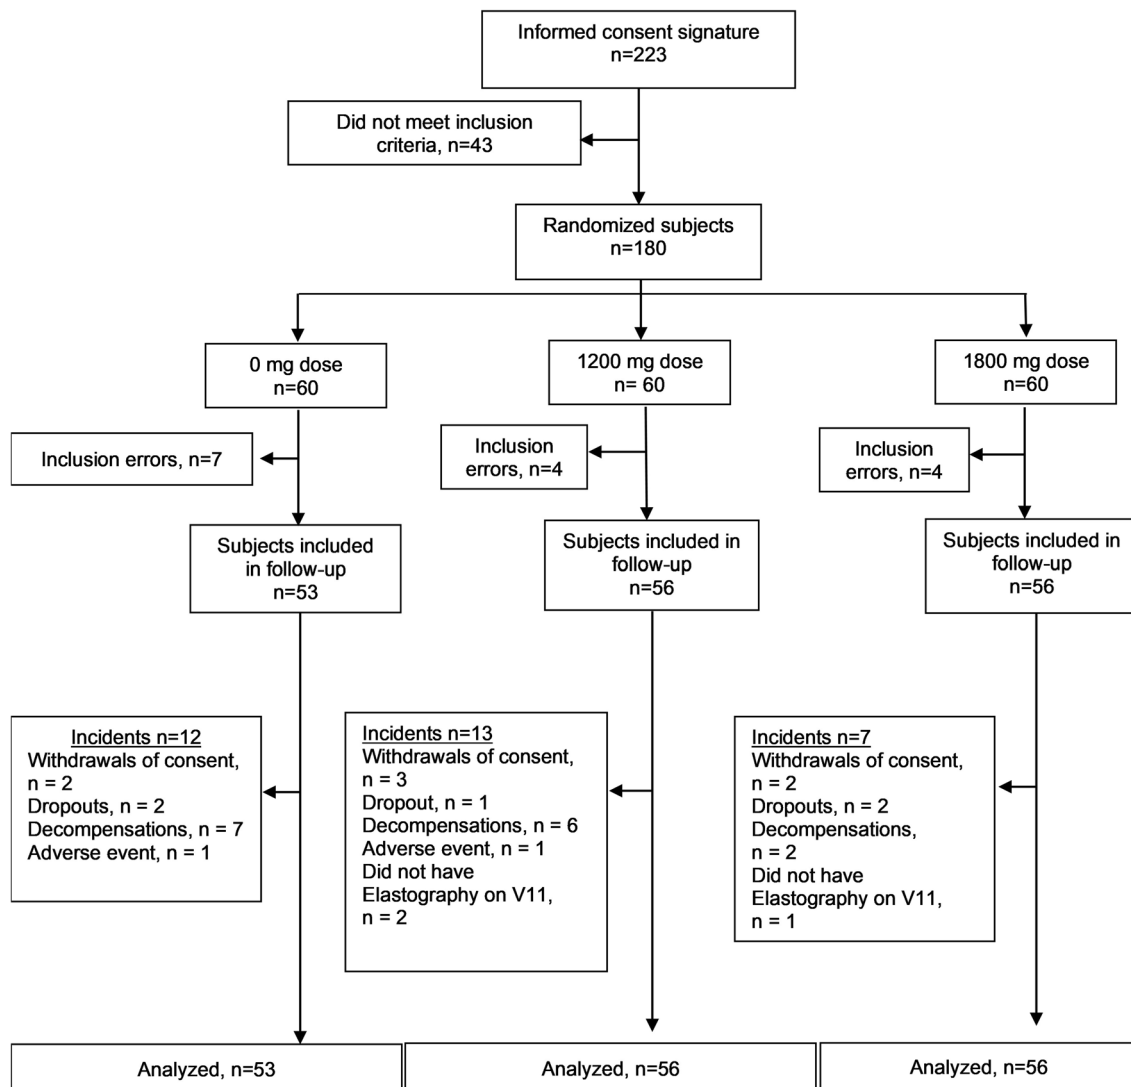 Informed consent signature
n=223
Did not meet inclusion
criteria, n=43
Randomized subjects
n=180
0 mg dose
n=60
1200 mg dose
n= 60
1800 mg dose
n=60
Inclusion errors, n=7
Inclusion
errors, n=4
Inclusion
errors, n=4
Subjects included
in follow-up
n=53
Subjects included in
follow-up
n=56
Subjects included in
follow-up
n=56
Incidents n=12
Withdrawals of consent,
n = 2
Dropouts, n = 2
Decompensations, n = 7
Adverse event, n = 1
Incidents n=13
Withdrawals of consent,
n = 3
Dropout, n = 1
Decompensations, n = 6
Adverse event, n = 1
Did not have
Elastography on V11,
n = 2
Incidents n=7
Withdrawals of consent,
n = 2
Dropouts, n = 2
Decompensations,
n = 2
Did not have
Elastography on V11,
n = 1
Analyzed, n=53
Analyzed, n=56
Analyzed, n=56